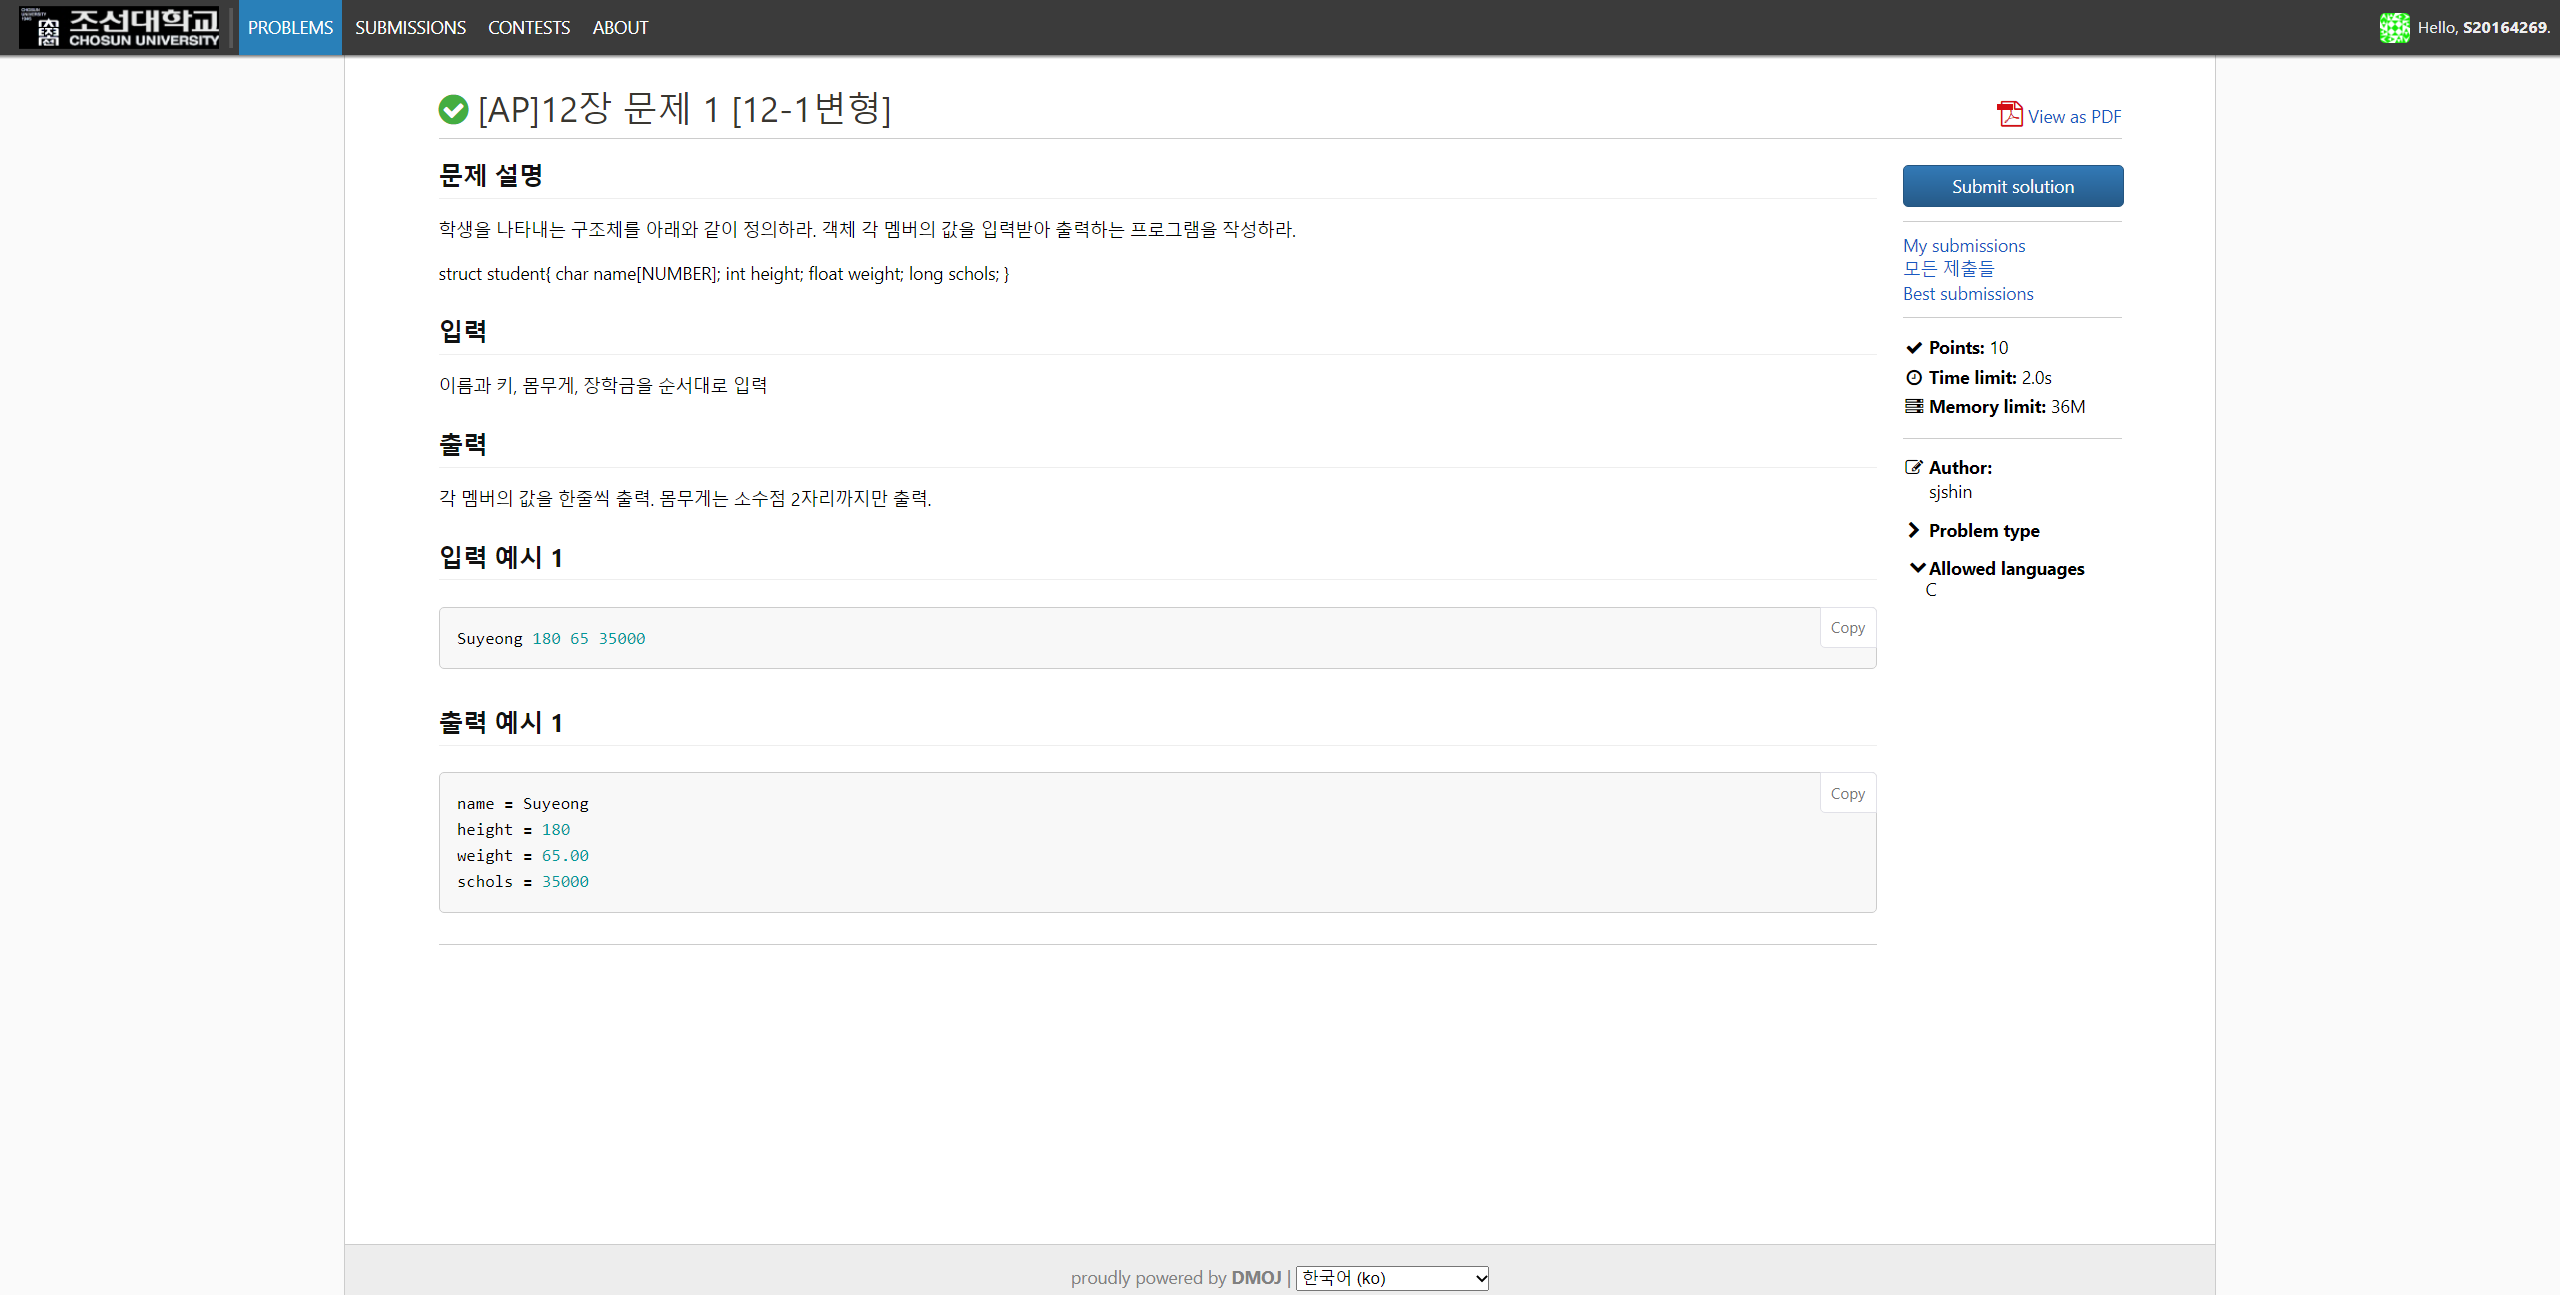 조선대학교
CHOSUN UNIVERSITY
PROBLEMS SUBMISSIONS CONTESTS ABOUT
Hello, S20164269.
[AP]12장 문제 1 [12-1변형]
View as PDF
문제 설명
학생을 나타내는 구조체를 아래와 같이 정의하라. 객체 각 멤버의 값을 입력받아 출력하는 프로그램을 작성하라.
struct student{ char name[NUMBER]; int height; float weight; long schols; }
입력
이름과 키, 몸무게, 장학금을 순서대로 입력
출력
각 멤버의 값을 한줄씩 출력. 몸무게는 소수점 2자리까지만 출력.
입력 예시 1
Copy
Suyeong 180 65 35000
출력 예시 1
Copy
name = Suyeong
height = 180
weight = 65.00
schols = 35000
Submit solution
My submissions
모든 제출들
Best submissions
Points: 10
Time limit: 2.0s
Memory limit: 36M
Author:
sjshin
Problem type
Allowed languages
C
proudly powered by DMOJ | 한국어 (ko)